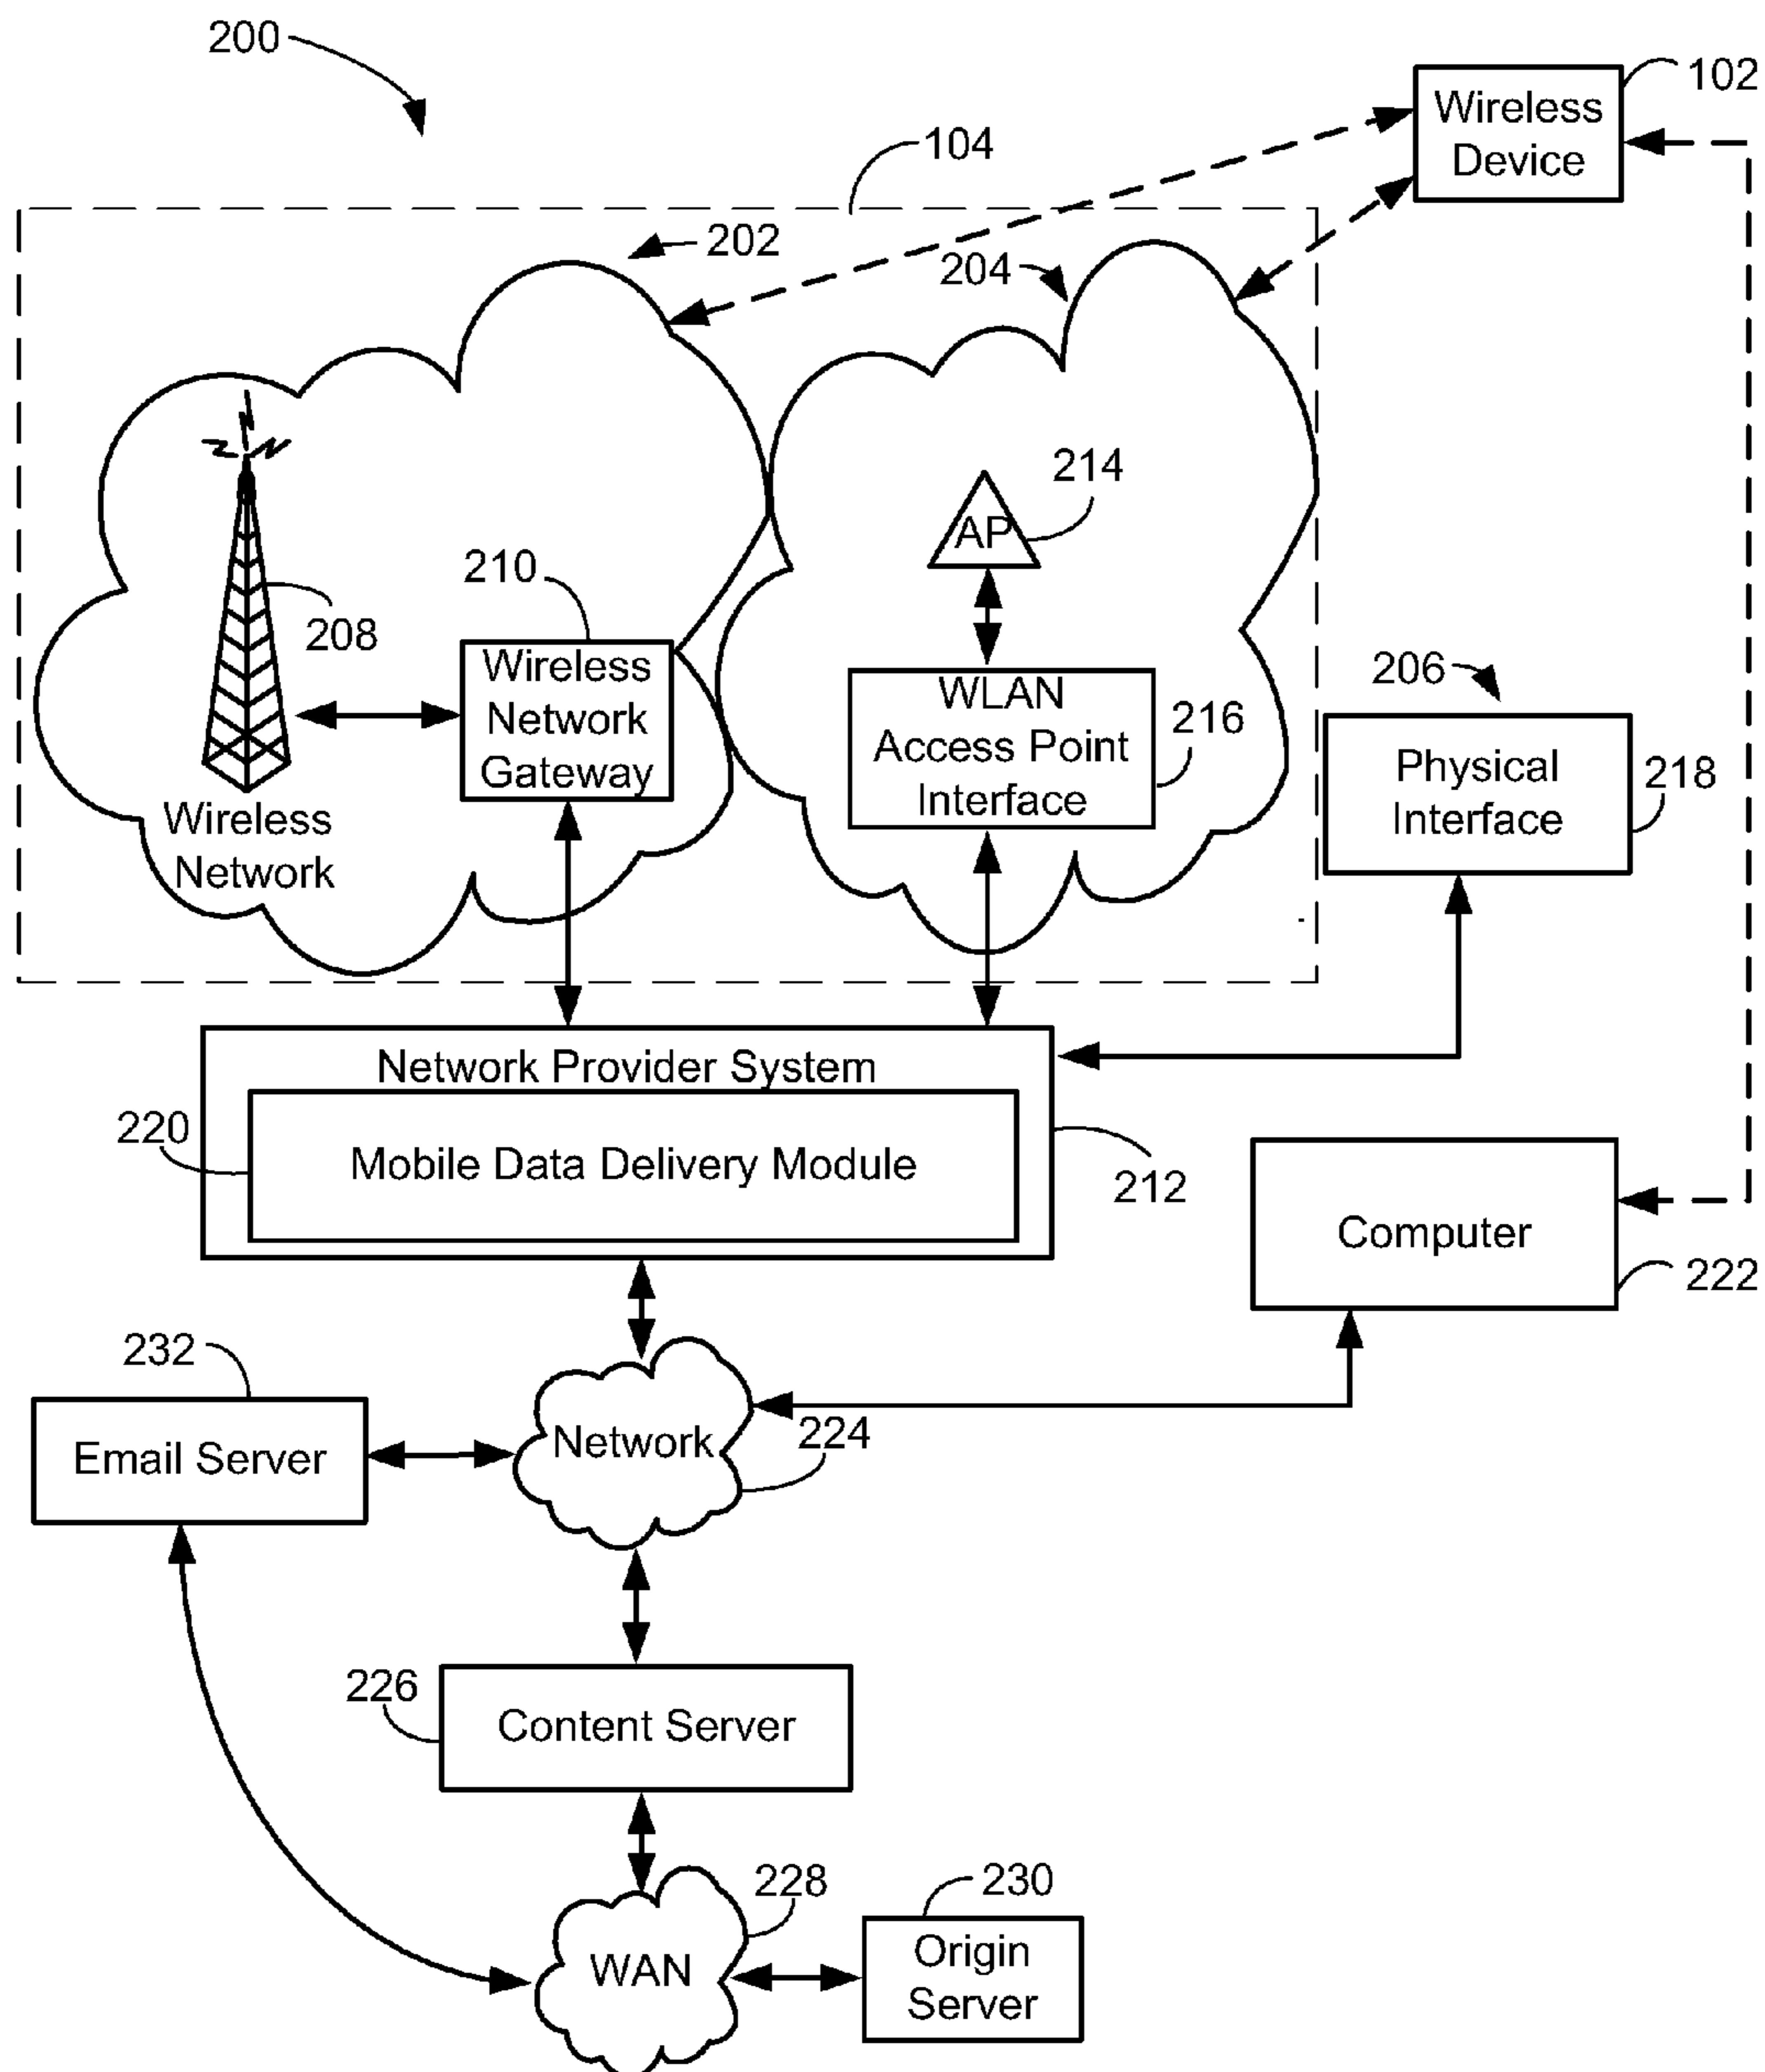 200
102
Wireless
Device
104
202
204
214
AP
210
208
Wireless
Network
Gateway
WLAN
Access Point
Interface
216
206
Physical
Interface
218
Wireless
Network
Network Provider System
220
Mobile Data Delivery Module
212
Computer
222
232
Email Server
Network
224
226
Content Server
228
230
WAN
Origin
Server